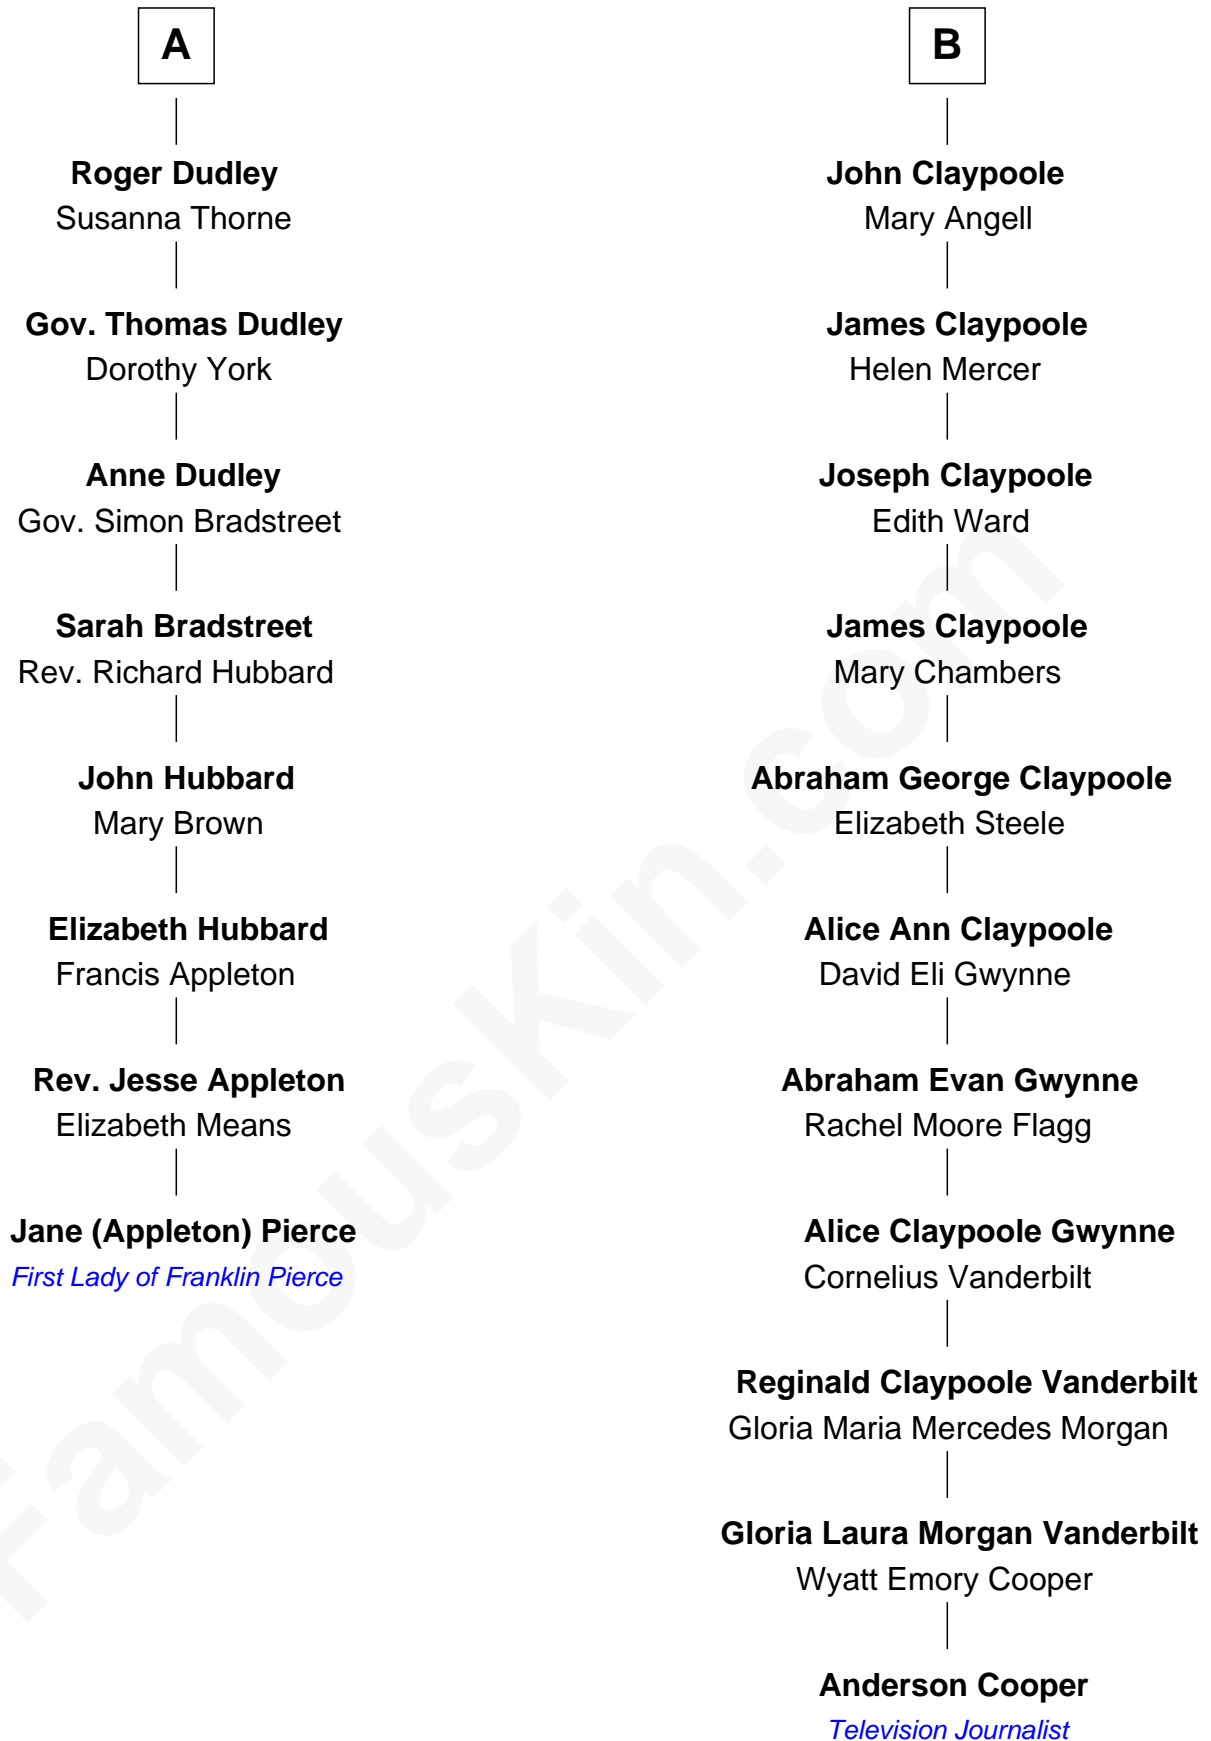 A
Roger Dudley
Susanna Thorne
Gov. Thomas Dudley
Dorothy York
Anne Dudley
Gov. Simon Bradstreet
Sarah Bradstreet
Rev. Richard Hubbard
John Hubbard
Mary Brown
Elizabeth Hubbard
Francis Appleton
Rev. Jesse Appleton
Elizabeth Means
Jane (Appleton) Pierce
First Lady of Franklin Pierce
B
John Claypoole
Mary Angell
James Claypoole
Helen Mercer
Joseph Claypoole
Edith Ward
James Claypoole
Mary Chambers
Abraham George Claypoole
Elizabeth Steele
Alice Ann Claypoole
David Eli Gwynne
Abraham Evan Gwynne
Rachel Moore Flagg
Alice Claypoole Gwynne
Cornelius Vanderbilt
Reginald Claypoole Vanderbilt
Gloria Maria Mercedes Morgan
Gloria Laura Morgan Vanderbilt
Wyatt Emory Cooper
Anderson Cooper
Television Journalist
FamousKin.com